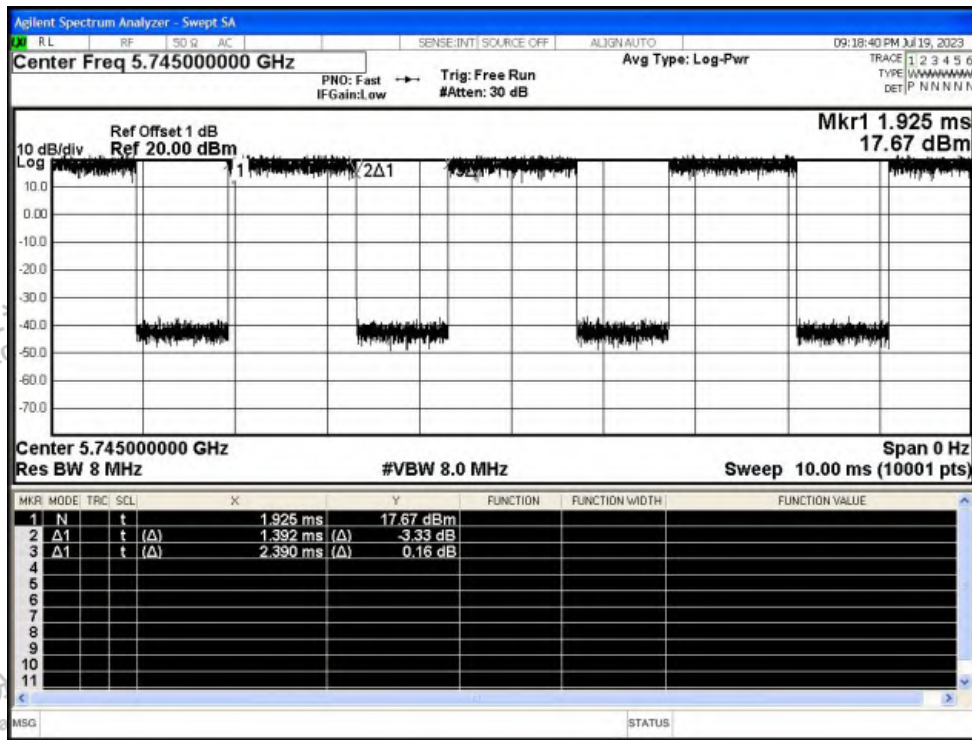 Agilent Spectrum Analyzer - Swept SA
RL RF 50 Ω AC SENSE:INT SOURCE OFF ALIGN AUTO 09:18:40 PM Jul 19, 2023
Center Freq 5.745000000 GHz
PNO: Fast
IFGain:Low
Trig: Free Run
#Atten: 30 dB
Avg Type: Log-Pwr
TRACE 1 2 3 4 5 6
TYPE
DET P N N N N N
Mkr1 1.925 ms
17.67 dBm
Ref Offset 1 dB
Ref 20.00 dBm
10 dB/div
Log
10.0
0.00
-10.0
-20.0
-30.0
-40.0
-50.0
-60.0
-70.0
1
2Δ1
3Δ1
Center 5.745000000 GHz Span 0 Hz
Res BW 8 MHz #VBW 8.0 MHz Sweep 10.00 ms (10001 pts)
MKR MODE TRC SCL X Y FUNCTION FUNCTION WIDTH FUNCTION VALUE
1 N t 1.925 ms 17.67 dBm
2 Δ1 t (Δ) 1.392 ms (Δ) -3.33 dB
3 Δ1 t (Δ) 2.390 ms (Δ) 0.16 dB
4
5
6
7
8
9
10
11
MSG STATUS